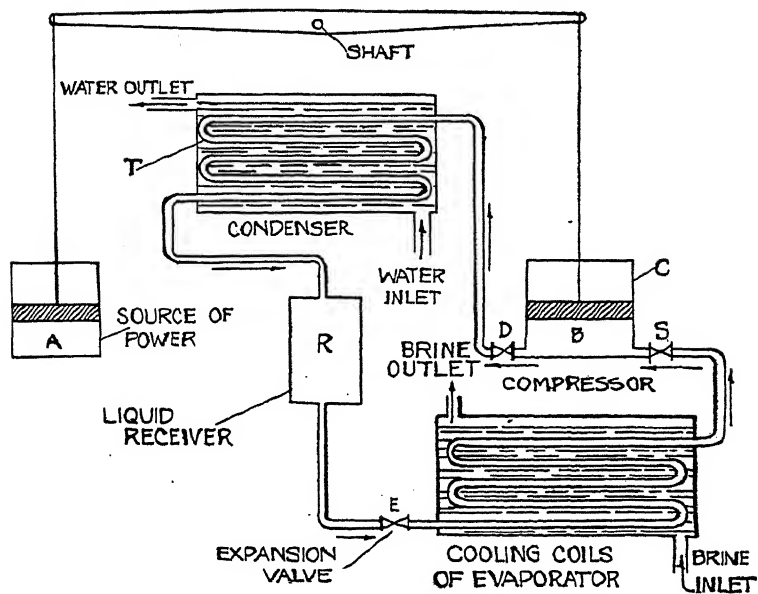 SHAFT
WATER OUTLET
T
CONDENSER
WATER
INLET
C
A
SOURCE OF
POWER
R
D
B
S
BRINE
OUTLET
COMPRESSOR
LIQUID
RECEIVER
E
EXPANSION
VALVE
COOLING COILS
OF EVAPORATOR
BRINE
INLET